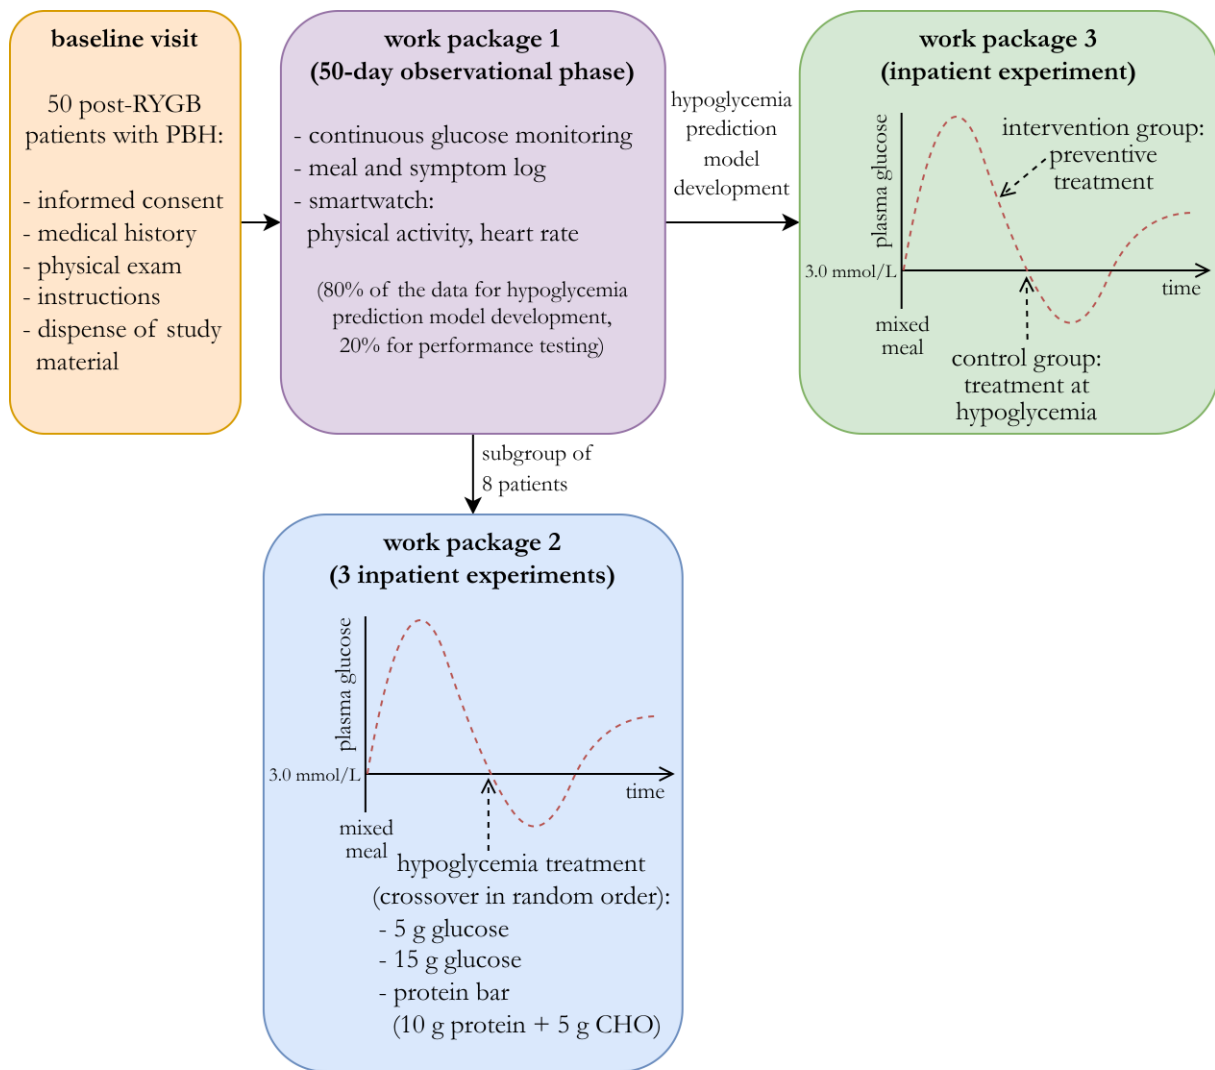 baseline visit
50 post-RYGB
patients with PBH:
- informed consent
- medical history
- physical exam
- instructions
- dispense of study
material
work package 1
(50-day observational phase)
- continuous glucose monitoring
- meal and symptom log
- smartwatch:
physical activity, heart rate
(80% of the data for hypoglycemia
prediction model development,
20% for performance testing)
hypoglycemia
prediction
model
development
work package 3
(inpatient experiment)
plasma glucose
intervention group:
preventive
treatment
3.0 mmol/L
time
mixed
meal
control group:
treatment at
hypoglycemia
subgroup of
8 patients
work package 2
(3 inpatient experiments)
plasma glucose
3.0 mmol/L
time
mixed
meal
hypoglycemia treatment
(crossover in random order):
- 5 g glucose
- 15 g glucose
- protein bar
(10 g protein + 5 g CHO)